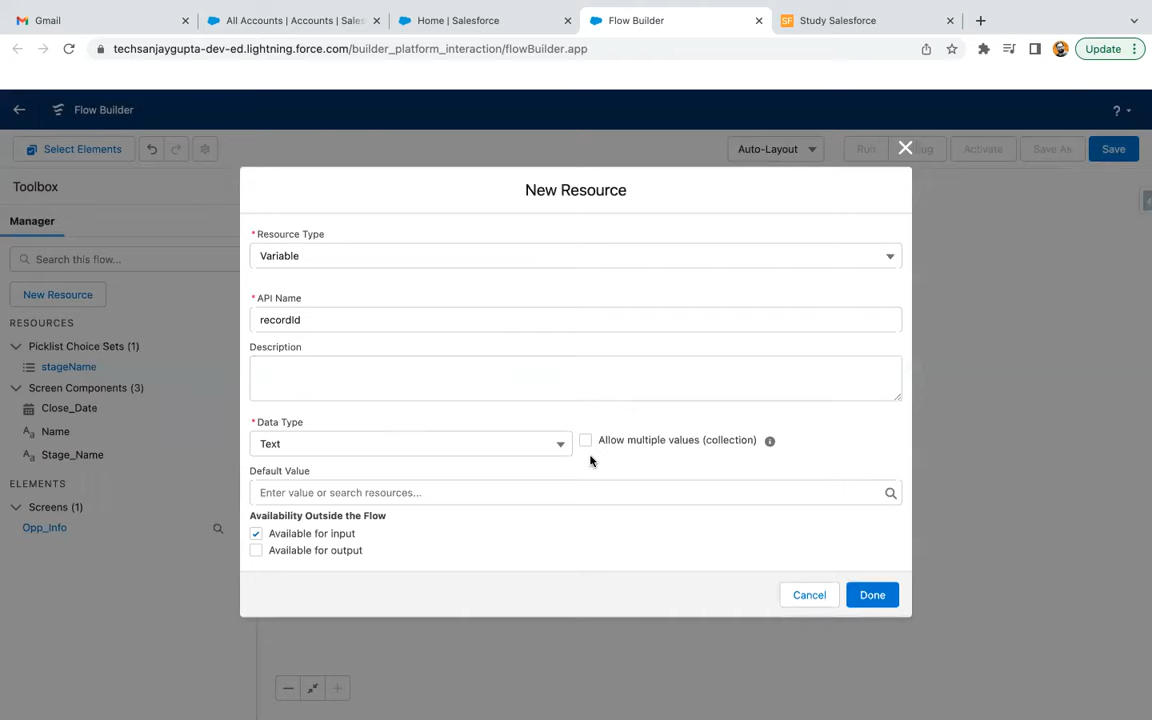 Gmail
All Accounts | Accounts | Sales
Home | Salesforce
Flow Builder
SF
Study Salesforce
techsanjaygupta-dev-ed.lightning.force.com/builder_platform_interaction/flowBuilder.app
Update
Flow Builder
?
Select Elements
Auto-Layout
Run
Activate
Save As
Save
Toolbox
New Resource
Manager
* Resource Type
Variable
Search this flow...
New Resource
* API Name
recordId
RESOURCES
Picklist Choice Sets (1)
Description
stageName
Screen Components (3)
Close_Date
Name
* Data Type
Text
Allow multiple values (collection)
Stage_Name
Default Value
ELEMENTS
Enter value or search resources...
Screens (1)
Availability Outside the Flow
Opp_Info
Available for input
Available for output
Cancel
Done